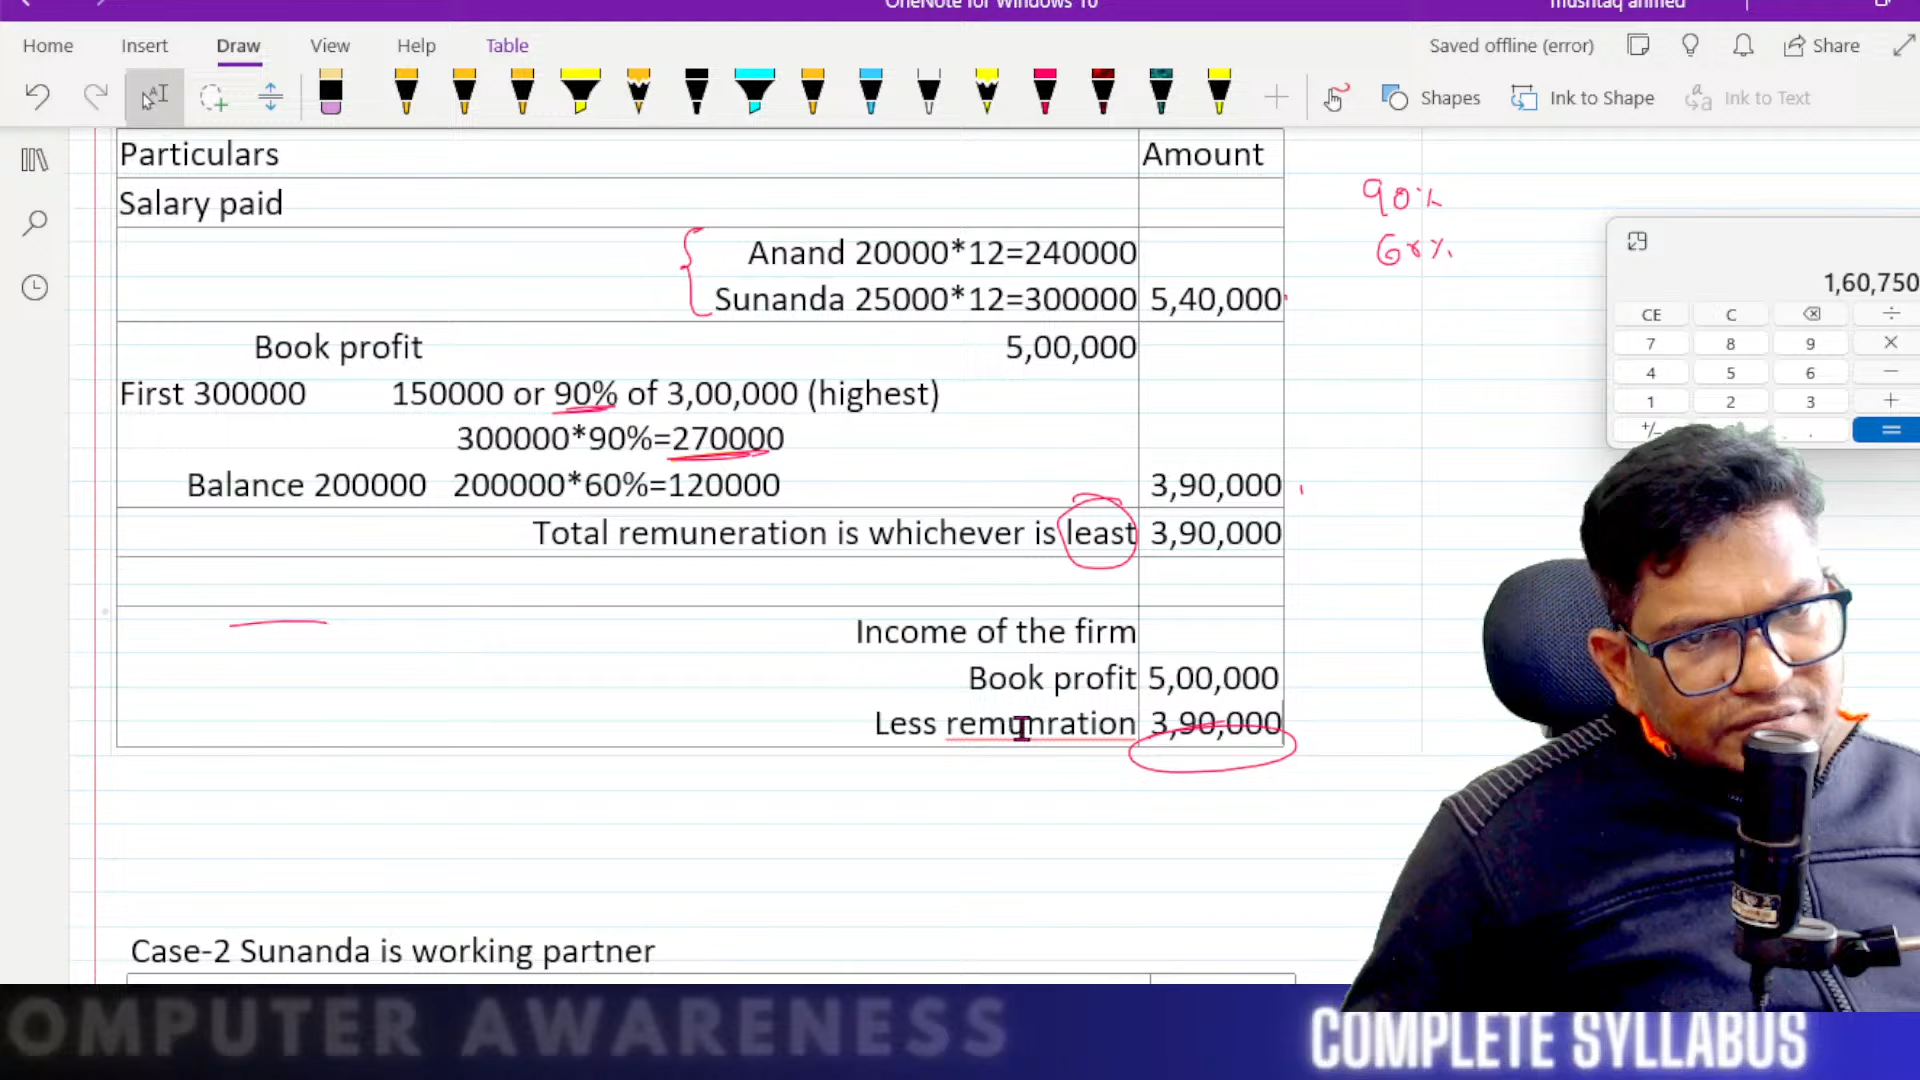 OneNote for Windows 10
mushtaq ahmed
Home Insert Draw View Help Table
Saved offline (error)
Share
Shapes
Ink to Shape
Ink to Text
Particulars Amount
Salary paid
Anand 20000*12=240000
Sunanda 25000*12=300000 5,40,000
Book profit 5,00,000
First 300000 150000 or 90% of 3,00,000 (highest)
300000*90%=270000
Balance 200000 200000*60%=120000 3,90,000
Total remuneration is whichever is least 3,90,000
Income of the firm
Book profit 5,00,000
Less remunration 3,90,000
90%
60%
1,60,750
CE C ⌫ ÷
7 8 9 ×
4 5 6 −
1 2 3 +
+/− . =
Case-2 Sunanda is working partner
OMPUTER AWARENESS
COMPLETE SYLLABUS